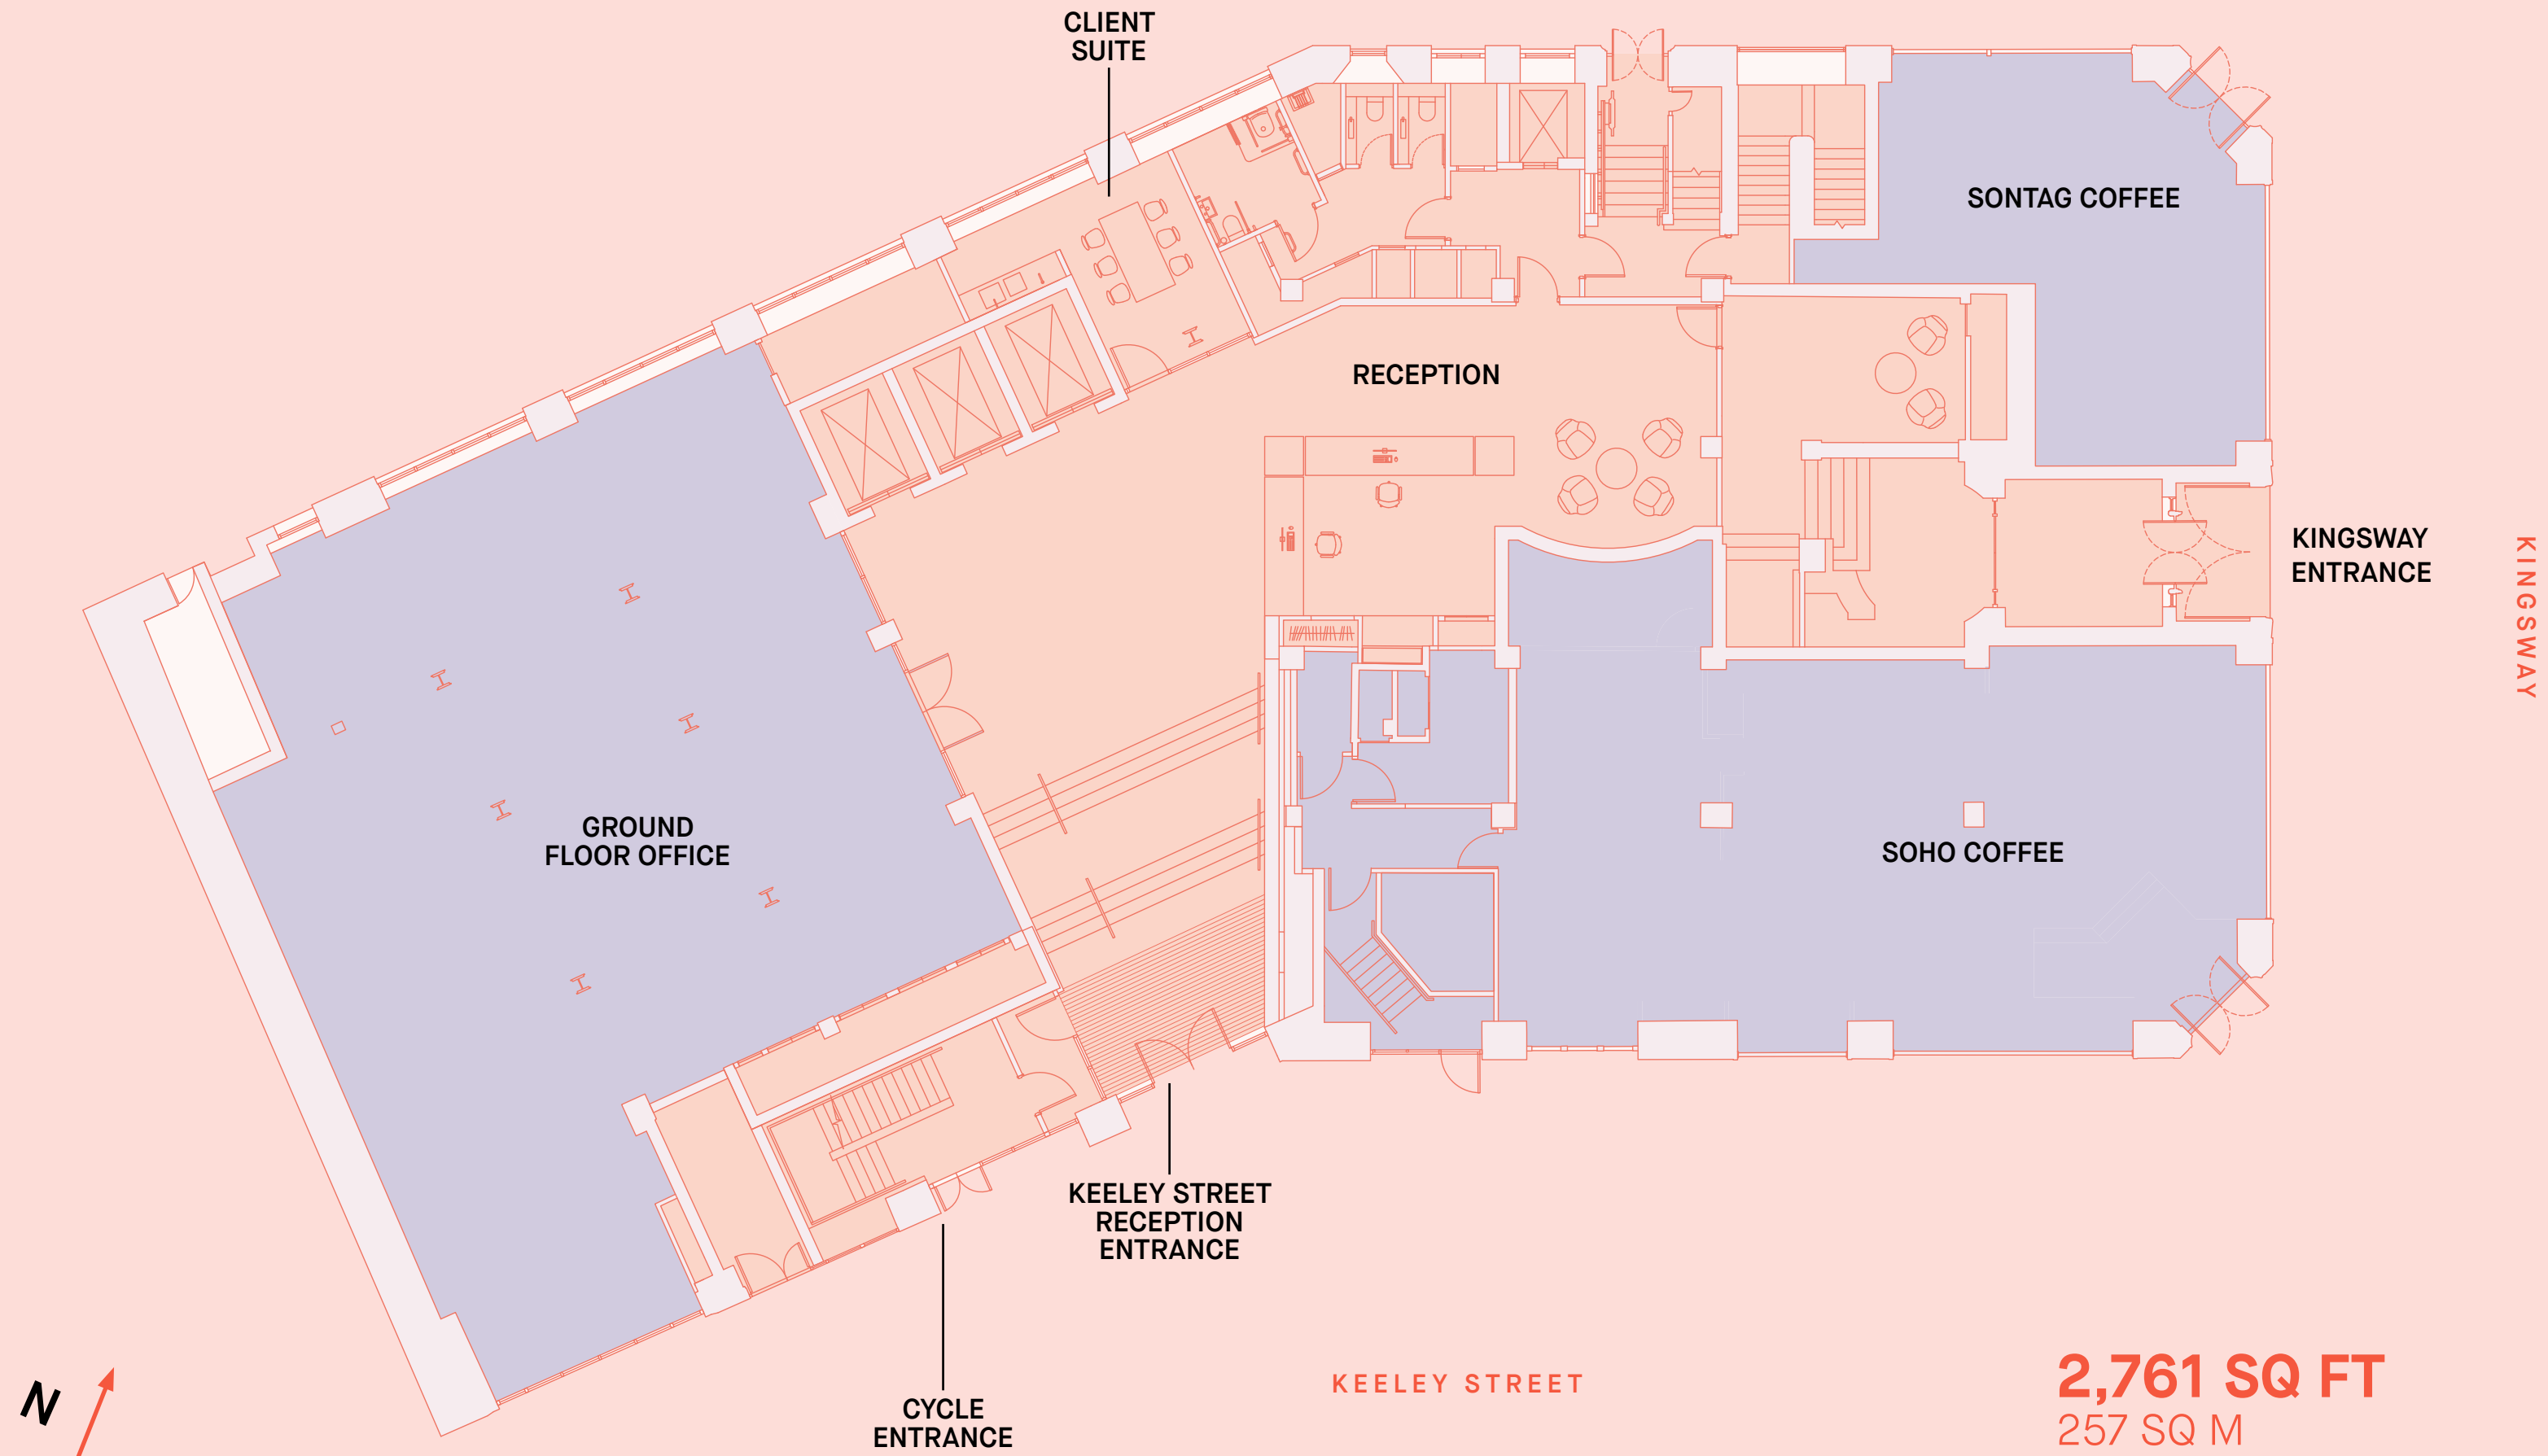 CLIENT
SUITE
SONTAG COFFEE
RECEPTION
KINGSWAY
ENTRANCE
KINGSWAY
GROUND
FLOOR OFFICE
SOHO COFFEE
KEELEY STREET
RECEPTION
ENTRANCE
CYCLE
ENTRANCE
KEELEY STREET
N
2,761 SQ FT
257 SQ M